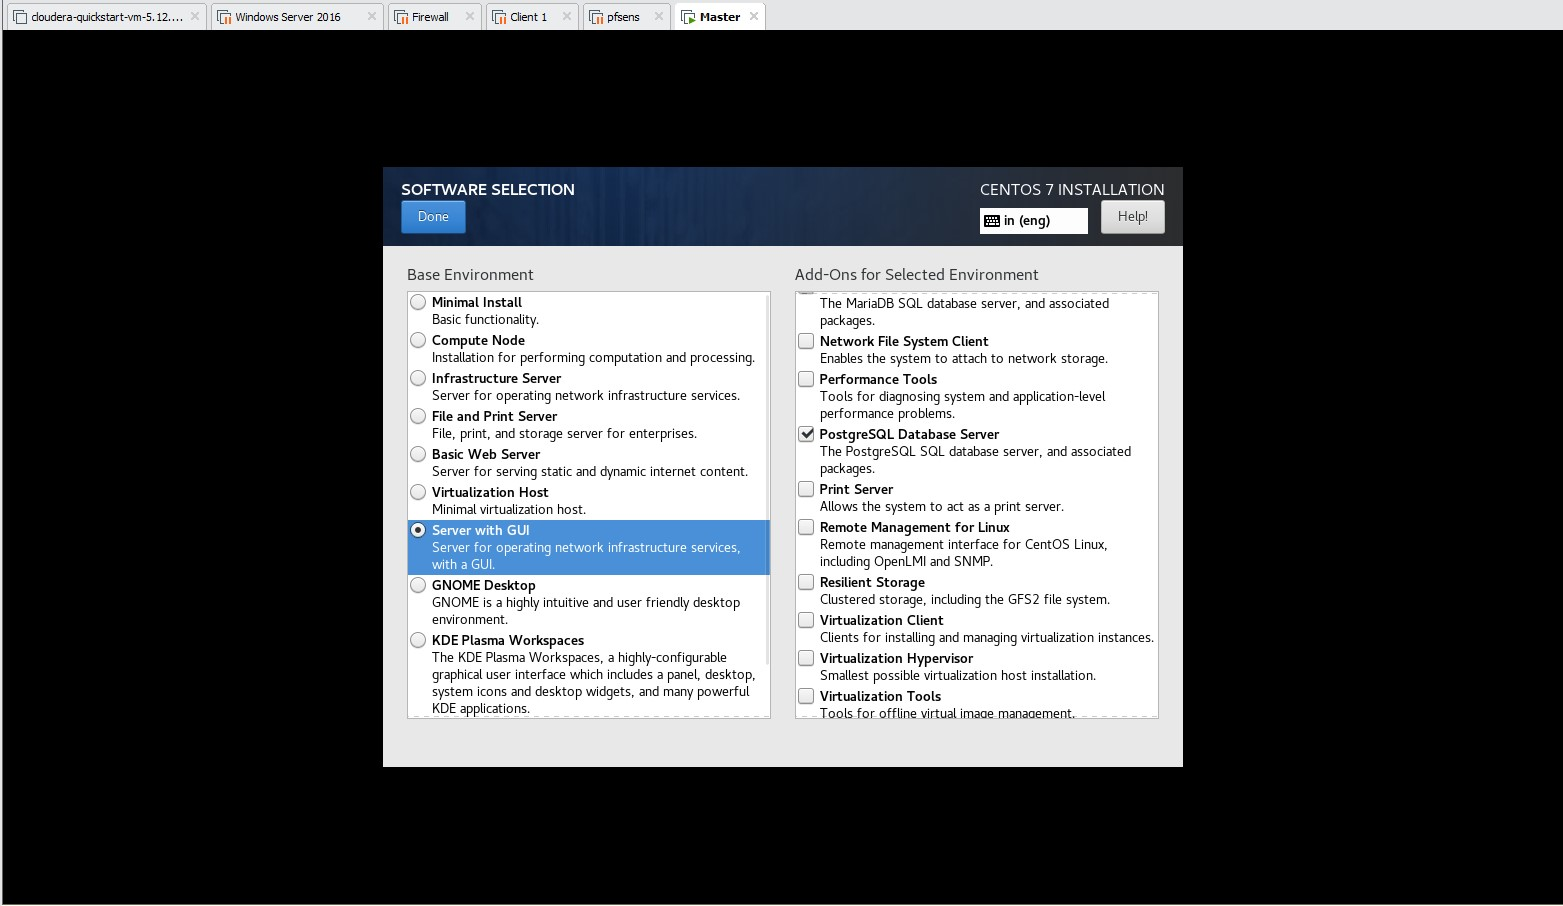 cloudera-quickstart-vm-5.12....
Windows Server 2016
Firewall
Client 1
pfsens
Master
SOFTWARE SELECTION
CENTOS 7 INSTALLATION
Done
in (eng)
Help!
Base Environment
Minimal Install
Basic functionality.
Compute Node
Installation for performing computation and processing.
Infrastructure Server
Server for operating network infrastructure services.
File and Print Server
File, print, and storage server for enterprises.
Basic Web Server
Server for serving static and dynamic internet content.
Virtualization Host
Minimal virtualization host.
Server with GUI
Server for operating network infrastructure services,
with a GUI.
GNOME Desktop
GNOME is a highly intuitive and user friendly desktop
environment.
KDE Plasma Workspaces
The KDE Plasma Workspaces, a highly-configurable
graphical user interface which includes a panel, desktop,
system icons and desktop widgets, and many powerful
KDE applications.
Add-Ons for Selected Environment
The MariaDB SQL database server, and associated
packages.
Network File System Client
Enables the system to attach to network storage.
Performance Tools
Tools for diagnosing system and application-level
performance problems.
PostgreSQL Database Server
The PostgreSQL SQL database server, and associated
packages.
Print Server
Allows the system to act as a print server.
Remote Management for Linux
Remote management interface for CentOS Linux,
including OpenLMI and SNMP.
Resilient Storage
Clustered storage, including the GFS2 file system.
Virtualization Client
Clients for installing and managing virtualization instances.
Virtualization Hypervisor
Smallest possible virtualization host installation.
Virtualization Tools
Tools for offline virtual image management.